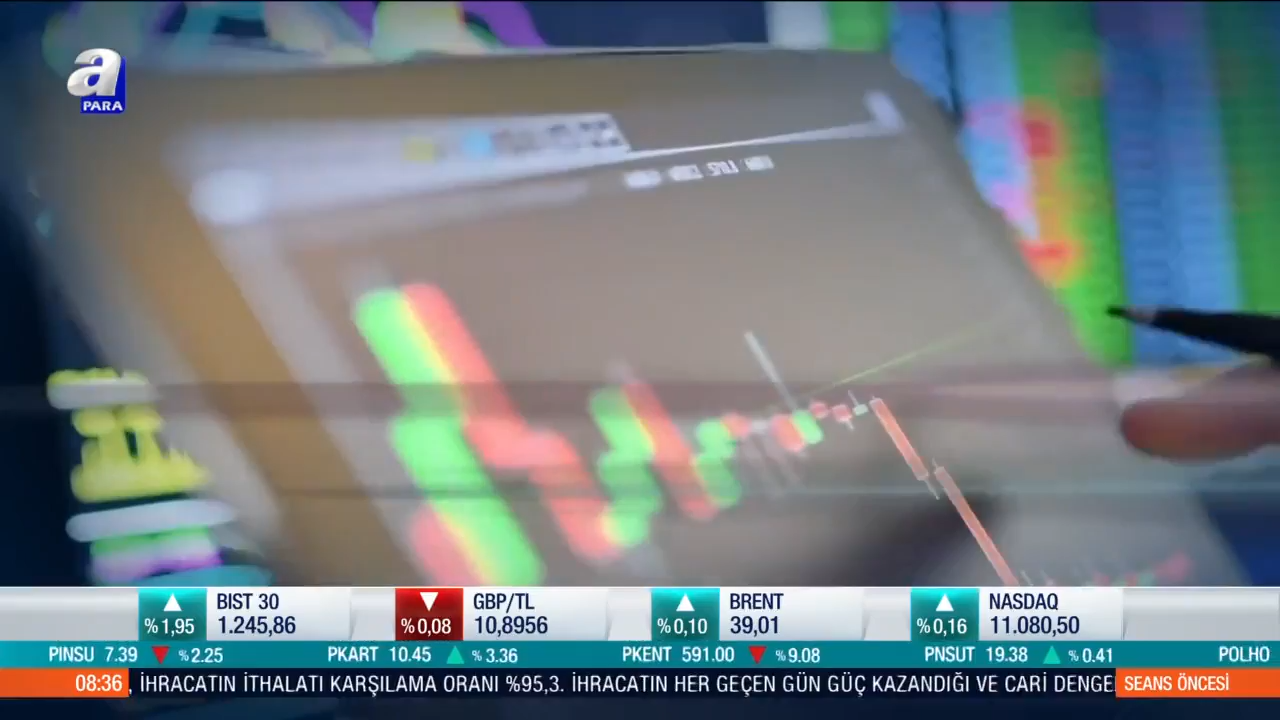 a
PARA
% 1,95
BIST 30
1.245,86
% 0,08
GBP/TL
10,8956
% 0,10
BRENT
39,01
% 0,16
NASDAQ
11.080,50
PINSU 7.39 % 2.25 PKART 10.45 % 3.36 PKENT 591.00 % 9.08 PNSUT 19.38 % 0.41 POLHO
08:36 , İHRACATIN İTHALATI KARŞILAMA ORANI %95,3. İHRACATIN HER GEÇEN GÜN GÜÇ KAZANDIĞI VE CARİ DENGE SEANS ÖNCESİ